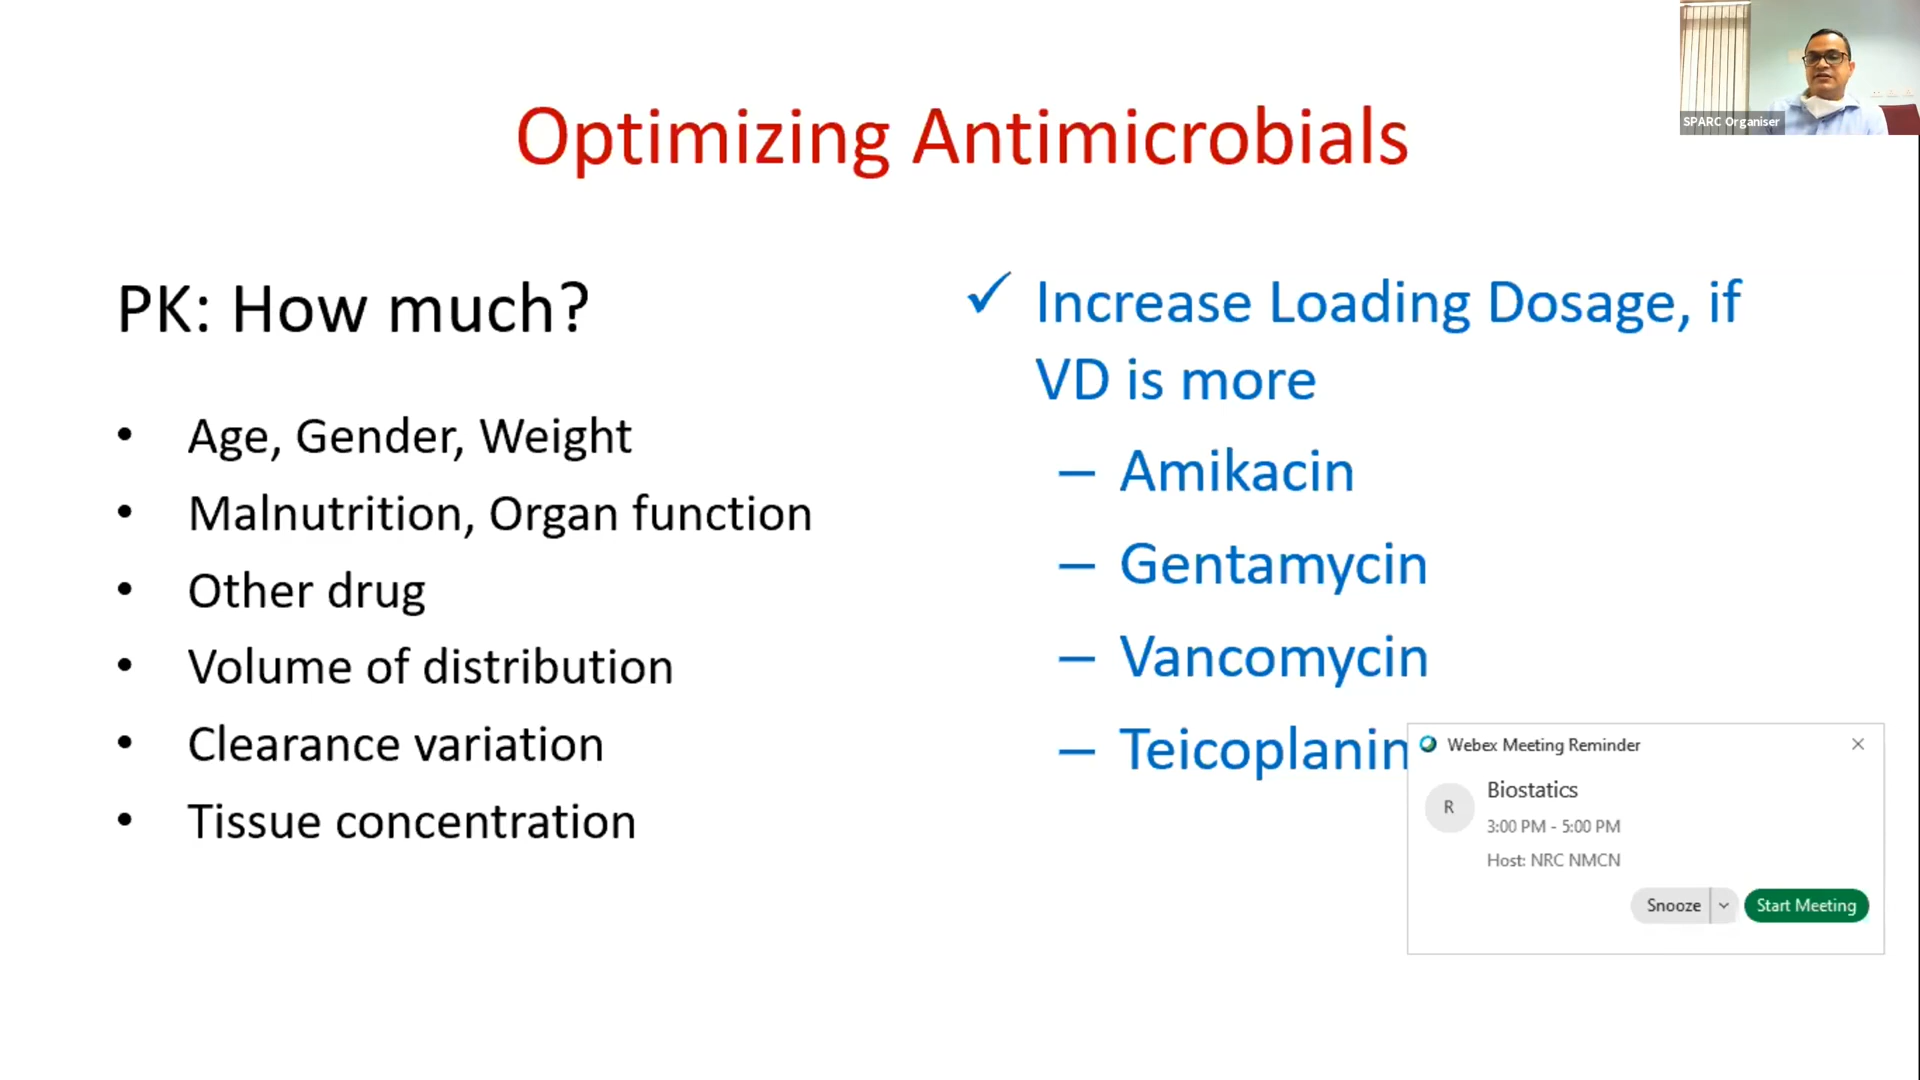 SPARC Organiser
Optimizing Antimicrobials
PK: How much?
• Age, Gender, Weight
• Malnutrition, Organ function
• Other drug
• Volume of distribution
• Clearance variation
• Tissue concentration
✓ Increase Loading Dosage, if
VD is more
– Amikacin
– Gentamycin
– Vancomycin
– Teicoplanin
Webex Meeting Reminder
R
Biostatics
3:00 PM - 5:00 PM
Host: NRC NMCN
Snooze
Start Meeting